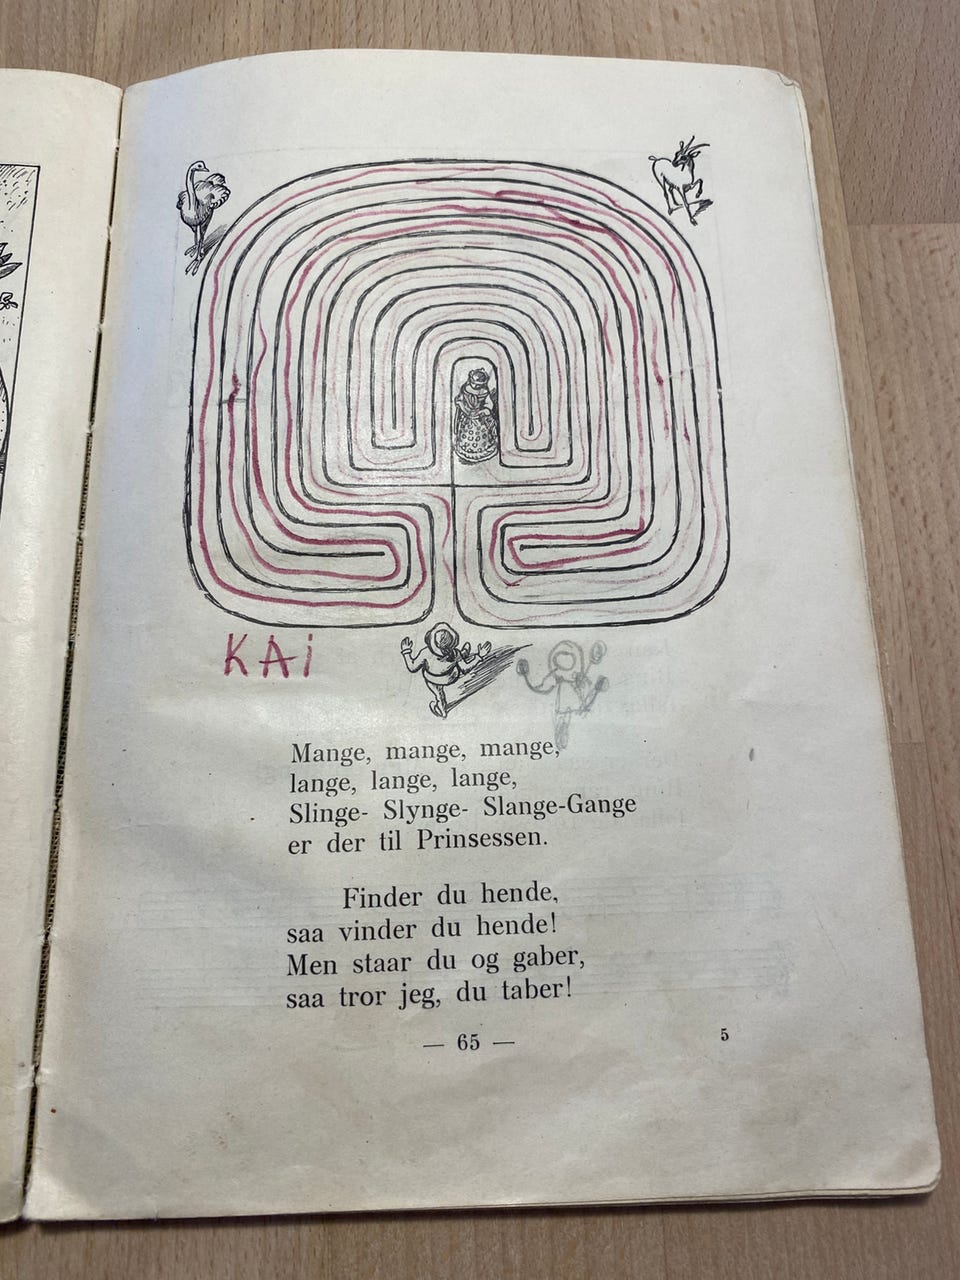 KAi
Mange, mange, mange,
lange, lange, lange,
Slinge- Slynge- Slange-Gange
er der til Prinsessen.
Finder du hende,
saa vinder du hende!
Men staar du og gaber,
saa tror jeg, du taber!
— 65 —
5